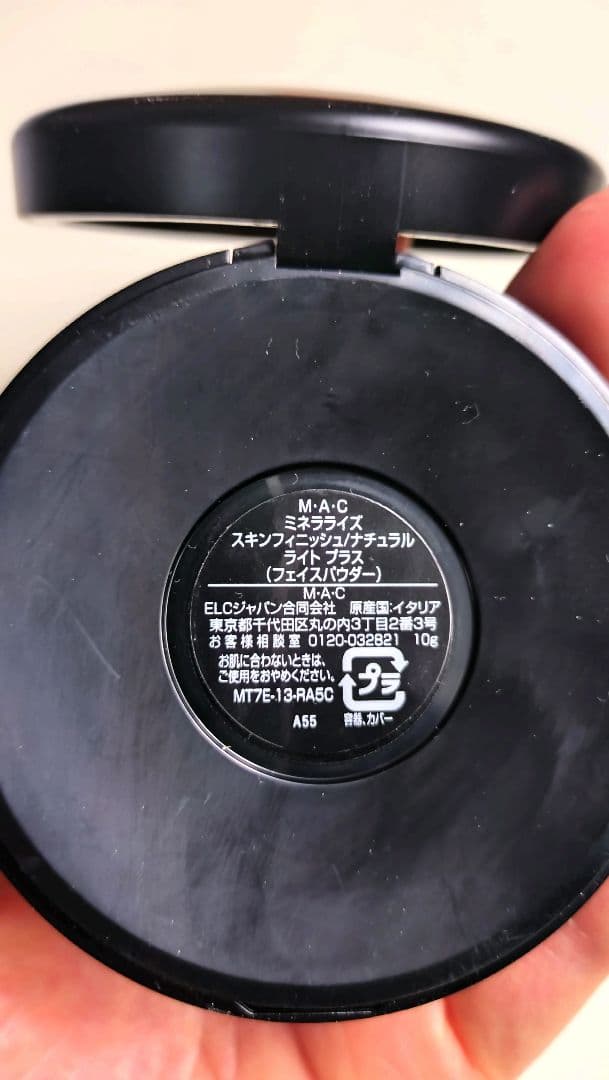 M·A·C
ミネラライズ
スキンフィニッシュ/ナチュラル
ライト プラス
(フェイスパウダー)
M·A·C
ELCジャパン合同会社 原産国:イタリア
東京都千代田区丸の内3丁目2番3号
お客様相談室 0120-032821 10g
お肌に合わないときは、
ご使用をおやめください。
プラ
MT7E-13-RA5C
A55 容器、カバー